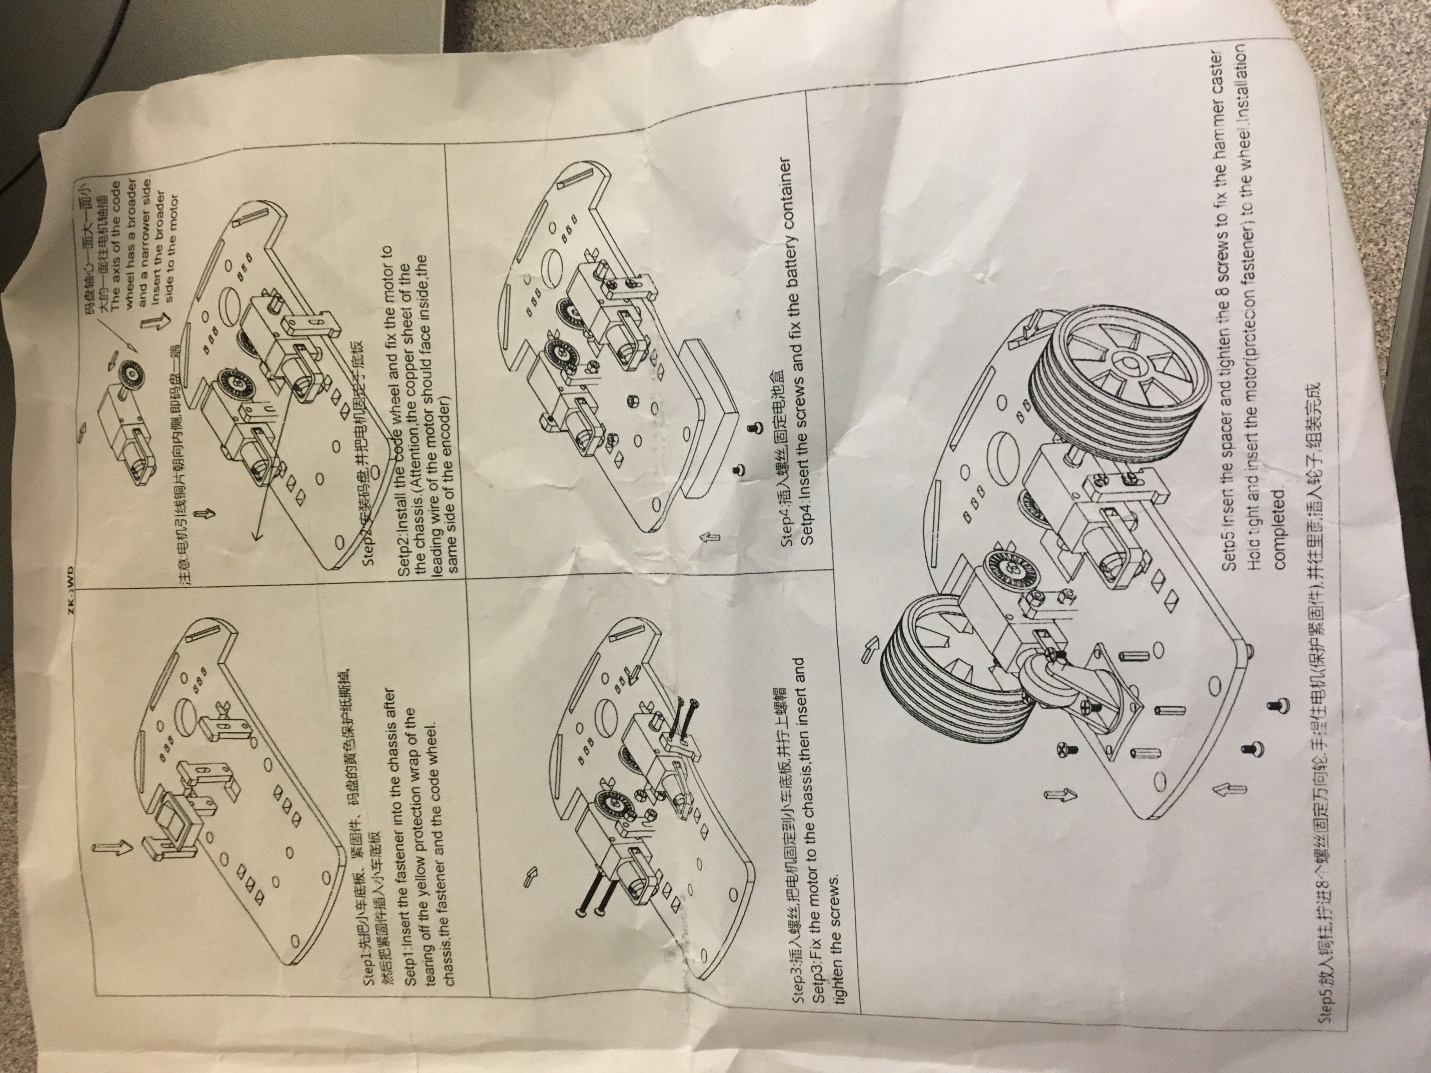 ZK-2WD
Step1:先把小车底板、紧固件、码盘的黄色保护纸撕掉,
然后把紧固件插入小车底板
Setp1:Insert the fastener into the chassis after
tearing off the yellow protection wrap of the
chassis,the fastener and the code wheel.
码盘轴心一面大一面小
大的一面往电机轴插
The axis of the code
wheel has a broader
and a narrower side
Insert the broader
side to the motor
注意:电机引线铜片朝向内侧,即码盘一端
Step2:安装码盘,并把电机固定于底板
Setp2:Install the code wheel and fix the motor to
the chassis.(Attention,the copper sheet of the
leading wire of the motor should face inside,the
same side of the encoder)
Step3:插入螺丝,把电机固定到小车底板,并拧上螺帽
Setp3:Fix the motor to the chassis,then insert and
tighten the screws.
Step4:插入螺丝,固定电池盒
Setp4:Insert the screws and fix the battery container
Setp5:Insert the spacer and tighten the 8 screws to fix the hammer caster.
Hold tight and insert the motor(protecion fastener) to the wheel.Installation
completed.
Step5:放入铜柱,拧进8个螺丝固定万向轮,手捏住电机(保护紧固件),并往里面,插入轮子,组装完成